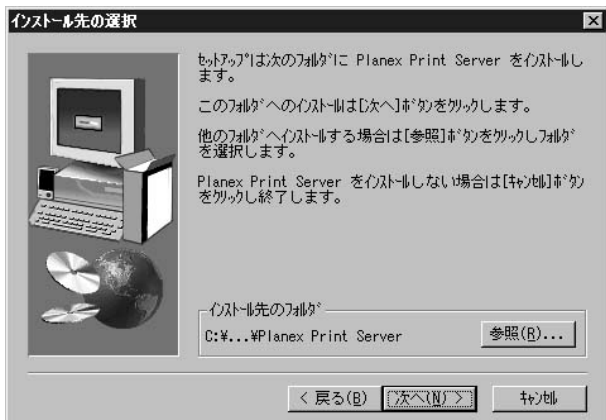 インストール先の選択
セットアップは次のフォルダに Planex Print Server をインストールし
ます。
このフォルダへのインストールは[次へ]ボタンをクリックします。
他のフォルダへインストールする場合は[参照]ボタンをクリックしフォルダ
を選択します。
Planex Print Server をインストールしない場合は[キャンセル]ボタン
をクリックし終了します。
インストール先のフォルダ
C:¥...¥Planex Print Server
参照(R)...
< 戻る(B)
次へ(N) >
キャンセル